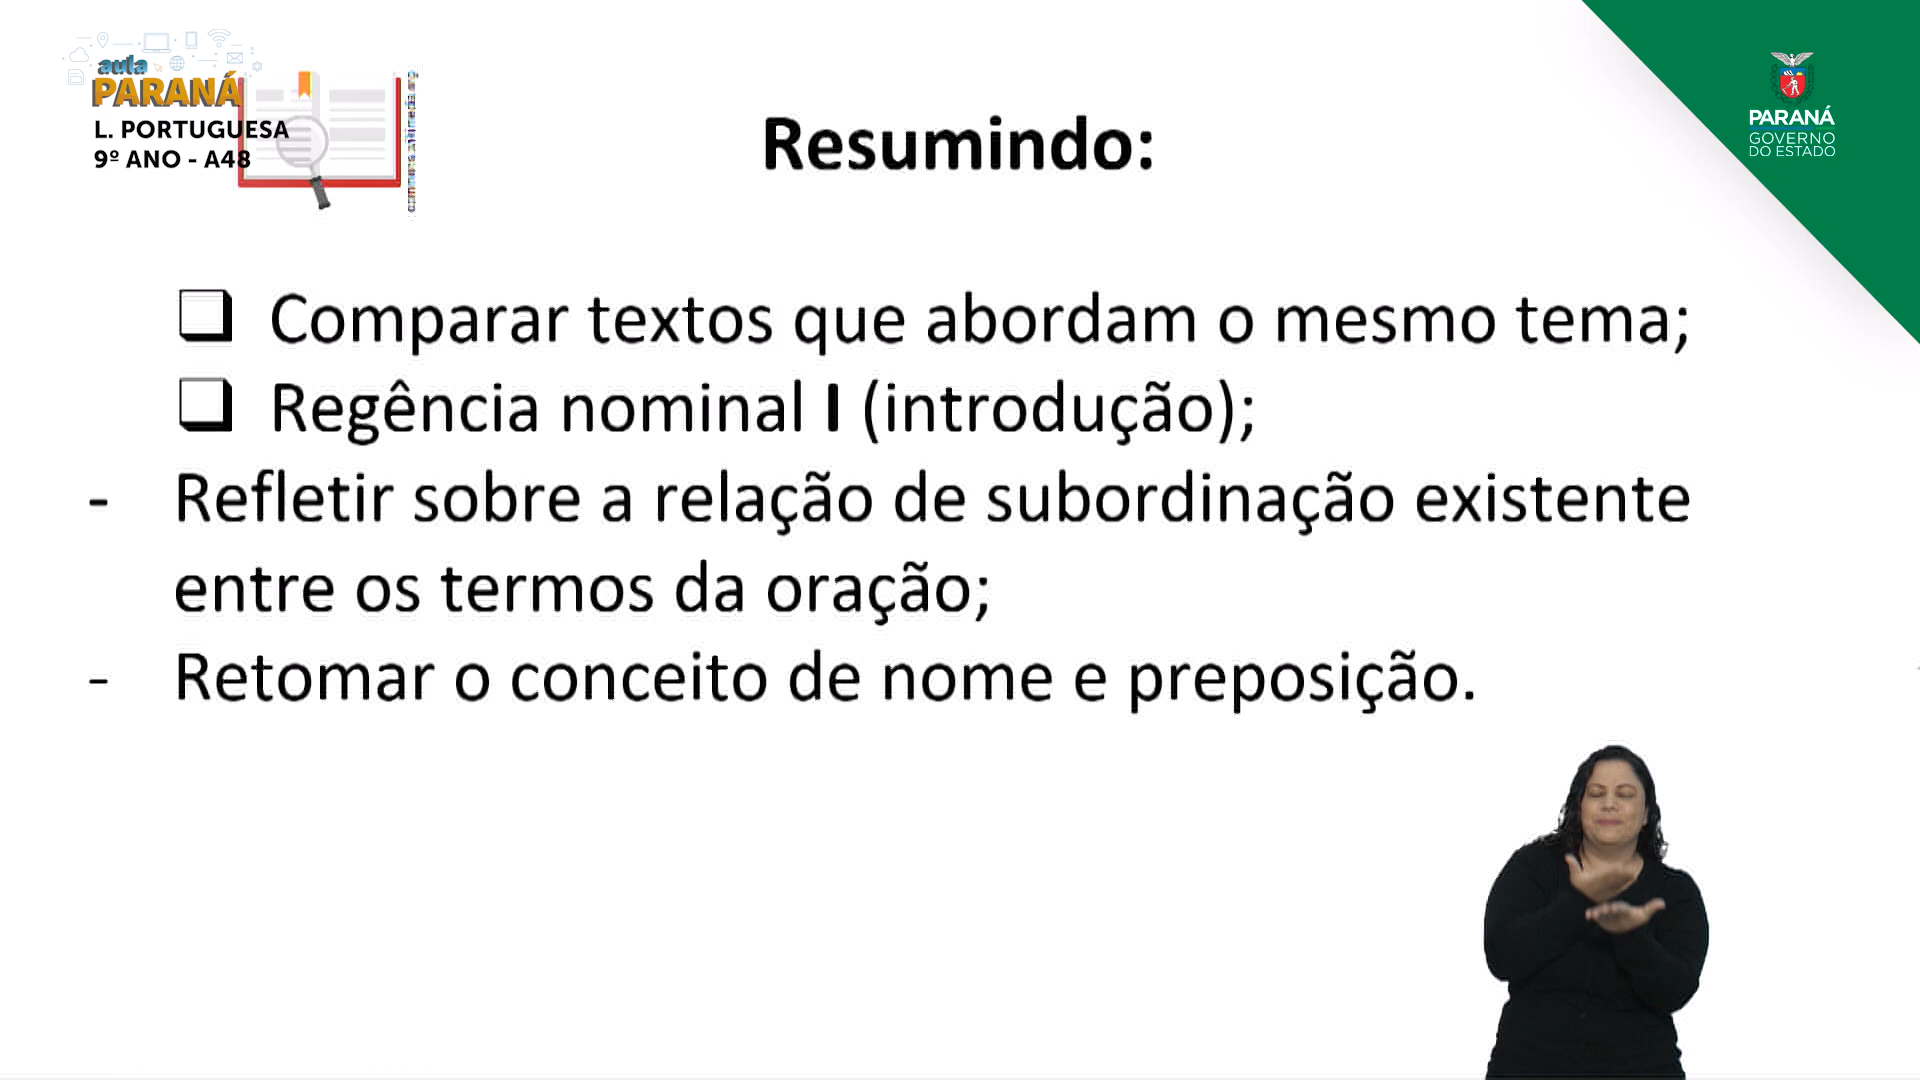 aula
PARANÁ
L. PORTUGUESA
9º ANO - A48
PARANÁ
GOVERNO
DO ESTADO
Resumindo:
❑ Comparar textos que abordam o mesmo tema;
❑ Regência nominal I (introdução);
- Refletir sobre a relação de subordinação existente
entre os termos da oração;
- Retomar o conceito de nome e preposição.